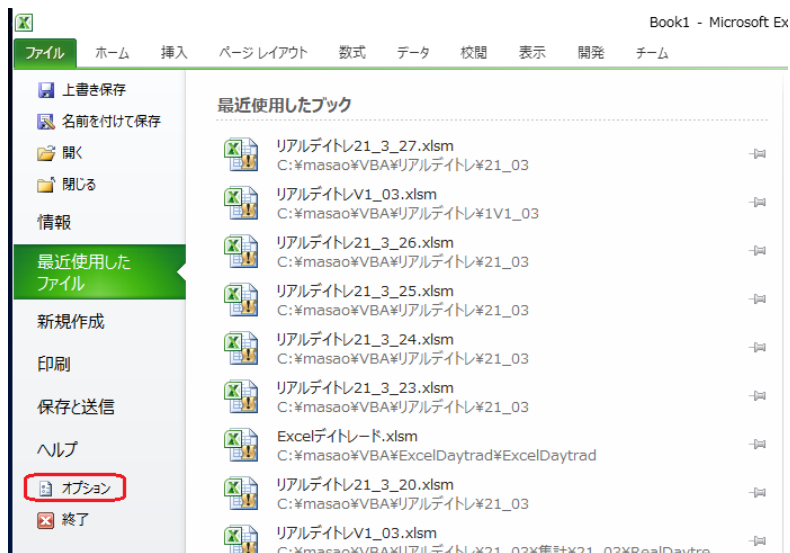 Book1 - Microsoft Ex
ファイル ホーム 挿入 ページ レイアウト 数式 データ 校閲 表示 開発 チーム
上書き保存
名前を付けて保存
開く
閉じる
情報
最近使用した
ファイル
新規作成
印刷
保存と送信
ヘルプ
オプション
終了
最近使用したブック
リアルデイトレ21_3_27.xlsm
C:¥masao¥VBA¥リアルデイトレ¥21_03
リアルデイトレV1_03.xlsm
C:¥masao¥VBA¥リアルデイトレ¥1V1_03
リアルデイトレ21_3_26.xlsm
C:¥masao¥VBA¥リアルデイトレ¥21_03
リアルデイトレ21_3_25.xlsm
C:¥masao¥VBA¥リアルデイトレ¥21_03
リアルデイトレ21_3_24.xlsm
C:¥masao¥VBA¥リアルデイトレ¥21_03
リアルデイトレ21_3_23.xlsm
C:¥masao¥VBA¥リアルデイトレ¥21_03
Excelデイトレード.xlsm
C:¥masao¥VBA¥ExcelDaytrad¥ExcelDaytrad
リアルデイトレ21_3_20.xlsm
C:¥masao¥VBA¥リアルデイトレ¥21_03
リアルデイトレV1_03.xlsm
C:¥masao¥VBA¥リアルデイトレ¥21_03¥集計¥21_03¥RealDaytre